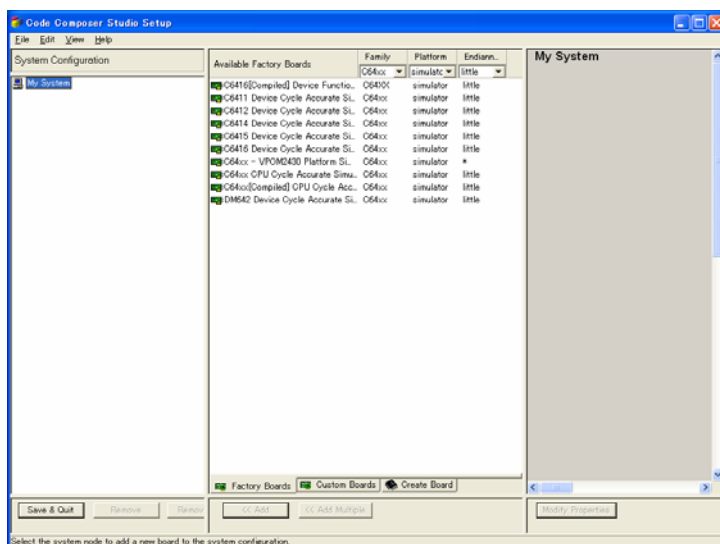 Code Composer Studio Setup
File Edit View Help
System Configuration
My System
Available Factory Boards Family Platform Endiann..
C64xx simulatc little
C6416[Compiled] Device Functio.. C64XX simulator little
C6411 Device Cycle Accurate Si.. C64xx simulator little
C6412 Device Cycle Accurate Si.. C64xx simulator little
C6414 Device Cycle Accurate Si.. C64xx simulator little
C6415 Device Cycle Accurate Si.. C64xx simulator little
C6416 Device Cycle Accurate Si.. C64xx simulator little
C64xx - VPOM2430 Platform Si.. C64xx simulator *
C64xx CPU Cycle Accurate Simu.. C64xx simulator little
C64xx[Compiled] CPU Cycle Acc.. C64xx simulator little
DM642 Device Cycle Accurate Si.. C64xx simulator little
Factory Boards Custom Boards Create Board
My System
Save & Quit Remove Remov << Add << Add Multiple Modify Properties
Select the system node to add a new board to the system configuration.